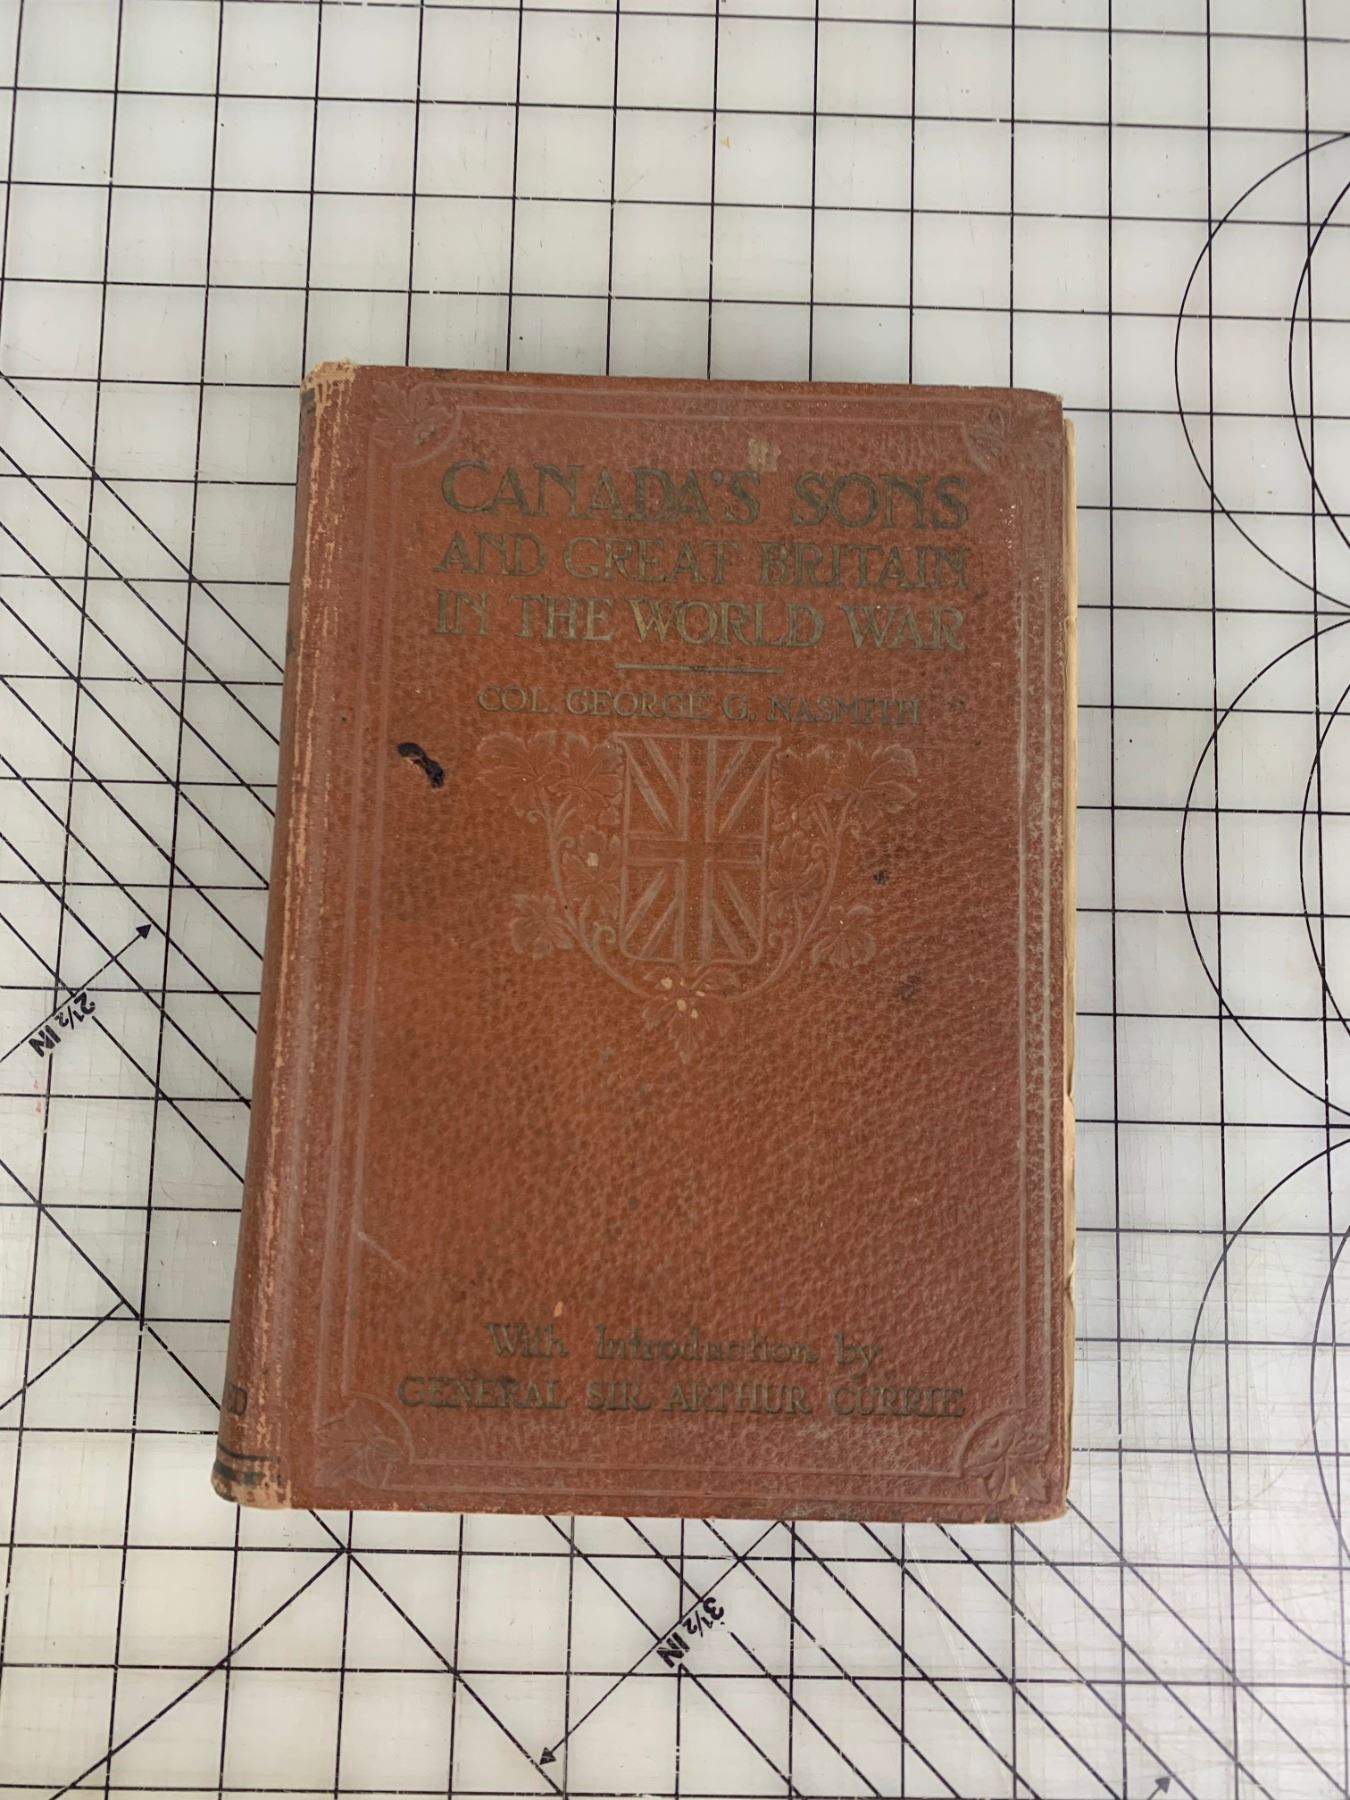 CANADA'S SONS
AND GREAT BRITAIN
IN THE WORLD WAR
COL. GEORGE G. NASMITH
With Introduction by
GENERAL SIR ARTHUR CURRIE
2½ IN
3½ IN